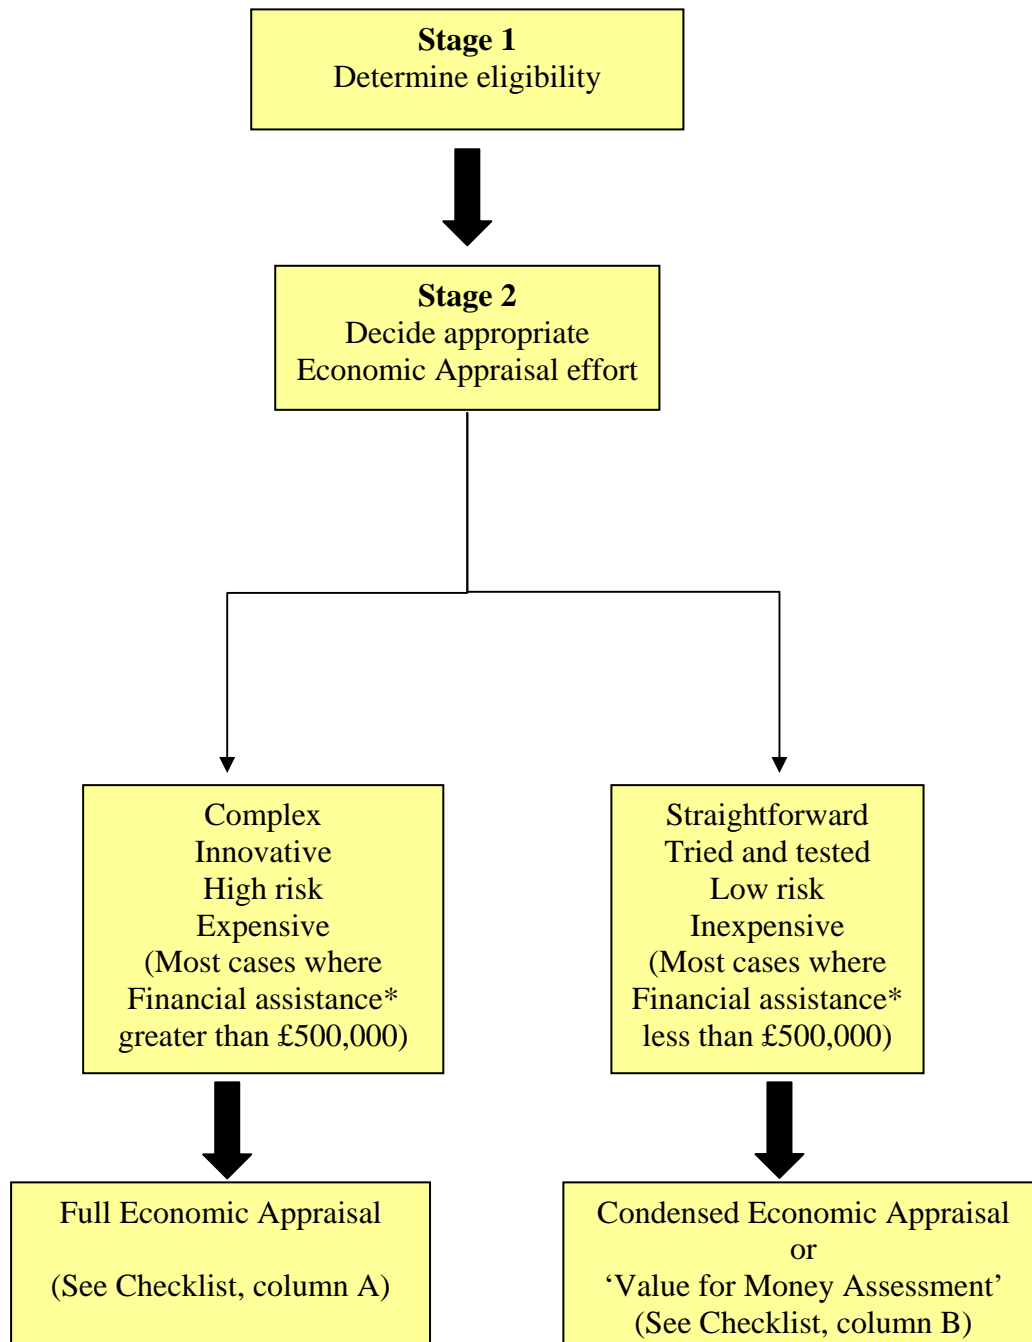 Stage 1
Determine eligibility
Stage 2
Decide appropriate
Economic Appraisal effort
Complex
Innovative
High risk
Expensive
(Most cases where
Financial assistance*
greater than £500,000)
Straightforward
Tried and tested
Low risk
Inexpensive
(Most cases where
Financial assistance*
less than £500,000)
Full Economic Appraisal
(See Checklist, column A)
Condensed Economic Appraisal
or
‘Value for Money Assessment’
(See Checklist, column B)